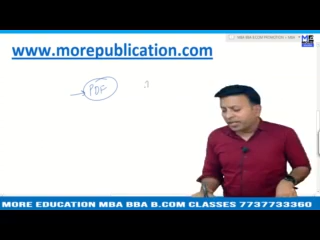 www.morepublication.com
PDF
MORE EDUCATION MBA BBA B.COM CLASSES 7737733360